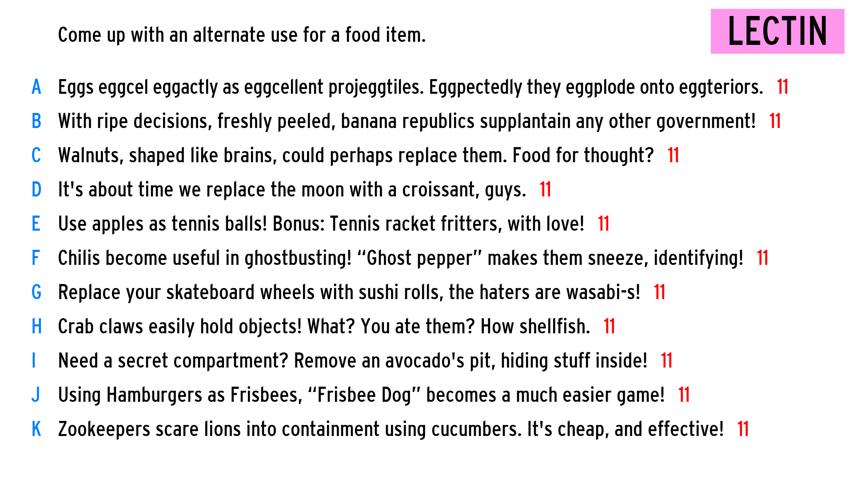 Come up with an alternate use for a food item.
LECTIN
A Eggs eggcel eggactly as eggcellent projeggtiles. Eggpectedly they eggplode onto eggteriors. 11
B With ripe decisions, freshly peeled, banana republics supplantain any other government! 11
C Walnuts, shaped like brains, could perhaps replace them. Food for thought? 11
D It's about time we replace the moon with a croissant, guys. 11
E Use apples as tennis balls! Bonus: Tennis racket fritters, with love! 11
F Chilis become useful in ghostbusting! “Ghost pepper” makes them sneeze, identifying! 11
G Replace your skateboard wheels with sushi rolls, the haters are wasabi-s! 11
H Crab claws easily hold objects! What? You ate them? How shellfish. 11
I Need a secret compartment? Remove an avocado's pit, hiding stuff inside! 11
J Using Hamburgers as Frisbees, “Frisbee Dog” becomes a much easier game! 11
K Zookeepers scare lions into containment using cucumbers. It's cheap, and effective! 11